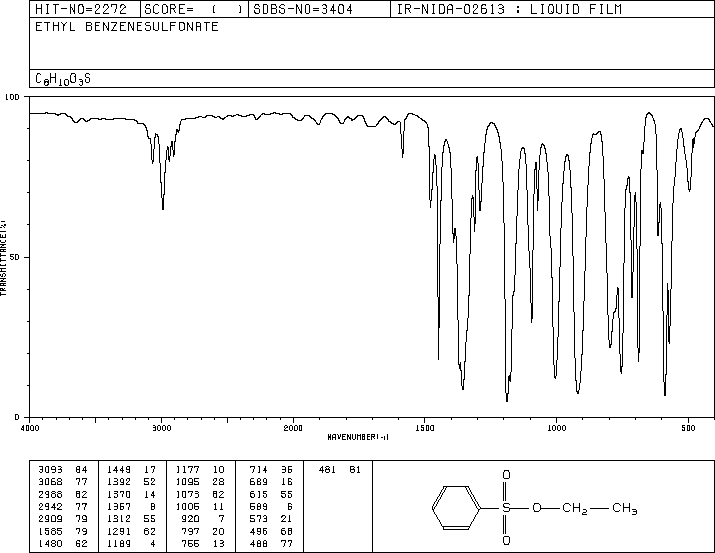 HIT-NO=2272 SCORE= ( ) SDBS-NO=3404 IR-NIDA-02613 : LIQUID FILM
ETHYL BENZENESULFONATE
C8H10O3S
100
50
0
TRANSMITTANCE(%)
4000 3000 2000 1500 1000 500
WAVENUMBER(-1)
3093 84 1449 17 1177 10 714 36 481 81
3068 77 1392 52 1095 28 689 16
2988 62 1370 14 1073 62 615 55
2942 77 1357 8 1005 11 589 6
2909 79 1312 55 920 7 573 21
1585 79 1291 62 797 20 496 68
1480 62 1189 4 755 13 488 77
O
S O CH2 CH3
O